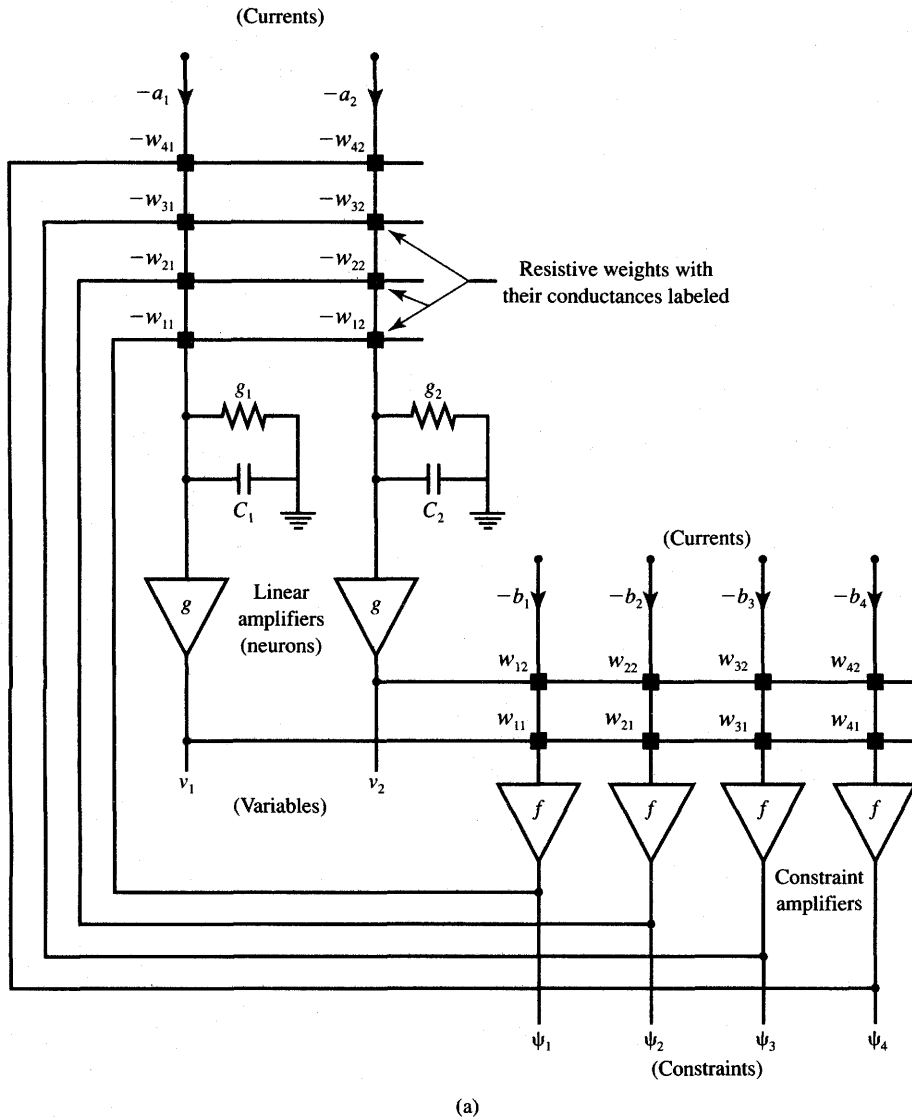 (Currents)
−a₁ −a₂
−w₄₁ −w₄₂
−w₃₁ −w₃₂
−w₂₁ −w₂₂
Resistive weights with
their conductances labeled
−w₁₁ −w₁₂
g₁ g₂
C₁ C₂
(Currents)
g Linear
amplifiers
(neurons) g
−b₁ −b₂ −b₃ −b₄
w₁₂ w₂₂ w₃₂ w₄₂
w₁₁ w₂₁ w₃₁ w₄₁
v₁ v₂
(Variables)
f f f f
Constraint
amplifiers
ψ₁ ψ₂ ψ₃ ψ₄
(Constraints)
(a)